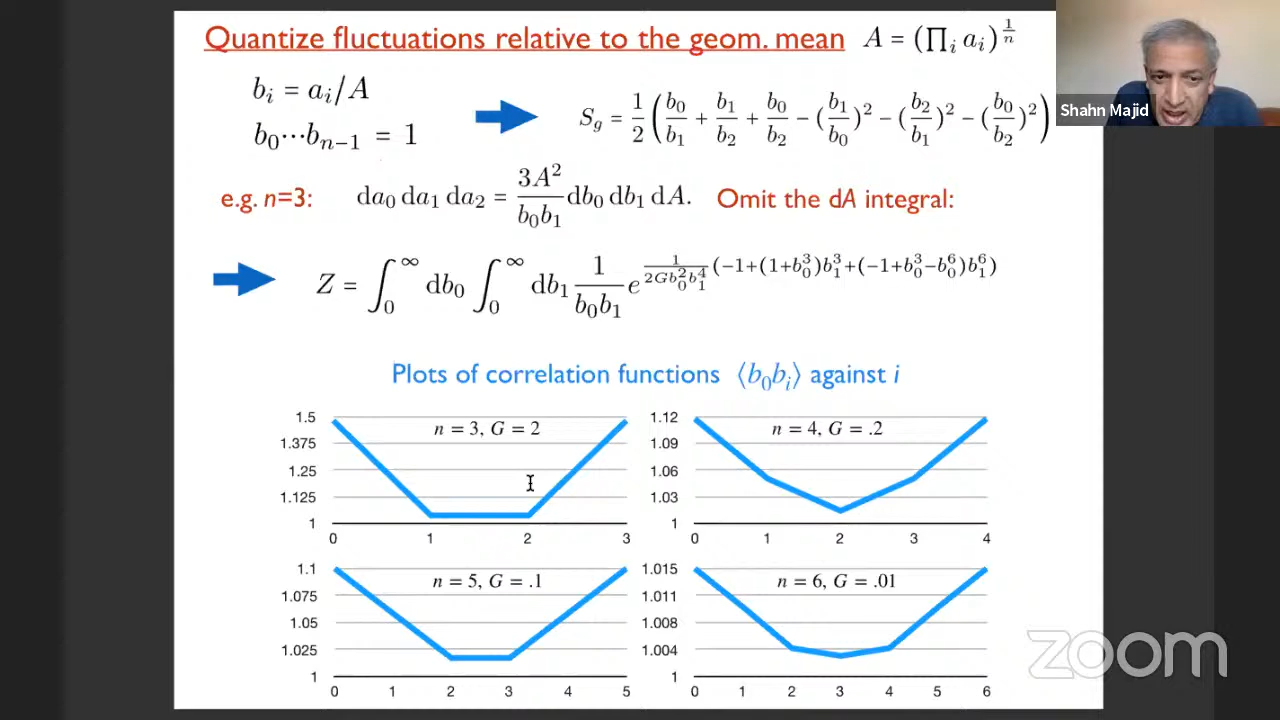 Quantize fluctuations relative to the geom. mean A = (∏_i a_i)^{1/n}
b_i = a_i/A
b_0⋯b_{n−1} = 1
S_g = 1/2 (b_0/b_1 + b_1/b_2 + b_0/b_2 − (b_1/b_0)^2 − (b_2/b_1)^2 − (b_0/b_2)^2)
Shahn Majid
e.g. n=3: da_0 da_1 da_2 = 3A^2/(b_0b_1) db_0 db_1 dA. Omit the dA integral:
Z = ∫_0^∞ db_0 ∫_0^∞ db_1 1/(b_0b_1) e^{1/(2Gb_0^2b_1^4) (−1+(1+b_0^3)b_1^3+(−1+b_0^3−b_0^6)b_1^6)}
Plots of correlation functions ⟨b_0b_i⟩ against i
n = 3, G = 2
1.5
1.375
1.25
1.125
1
0 1 2 3
n = 4, G = .2
1.12
1.09
1.06
1.03
1
0 1 2 3 4
n = 5, G = .1
1.1
1.075
1.05
1.025
1
0 1 2 3 4 5
n = 6, G = .01
1.015
1.011
1.008
1.004
1
0 1 2 3 4 5 6
zoom